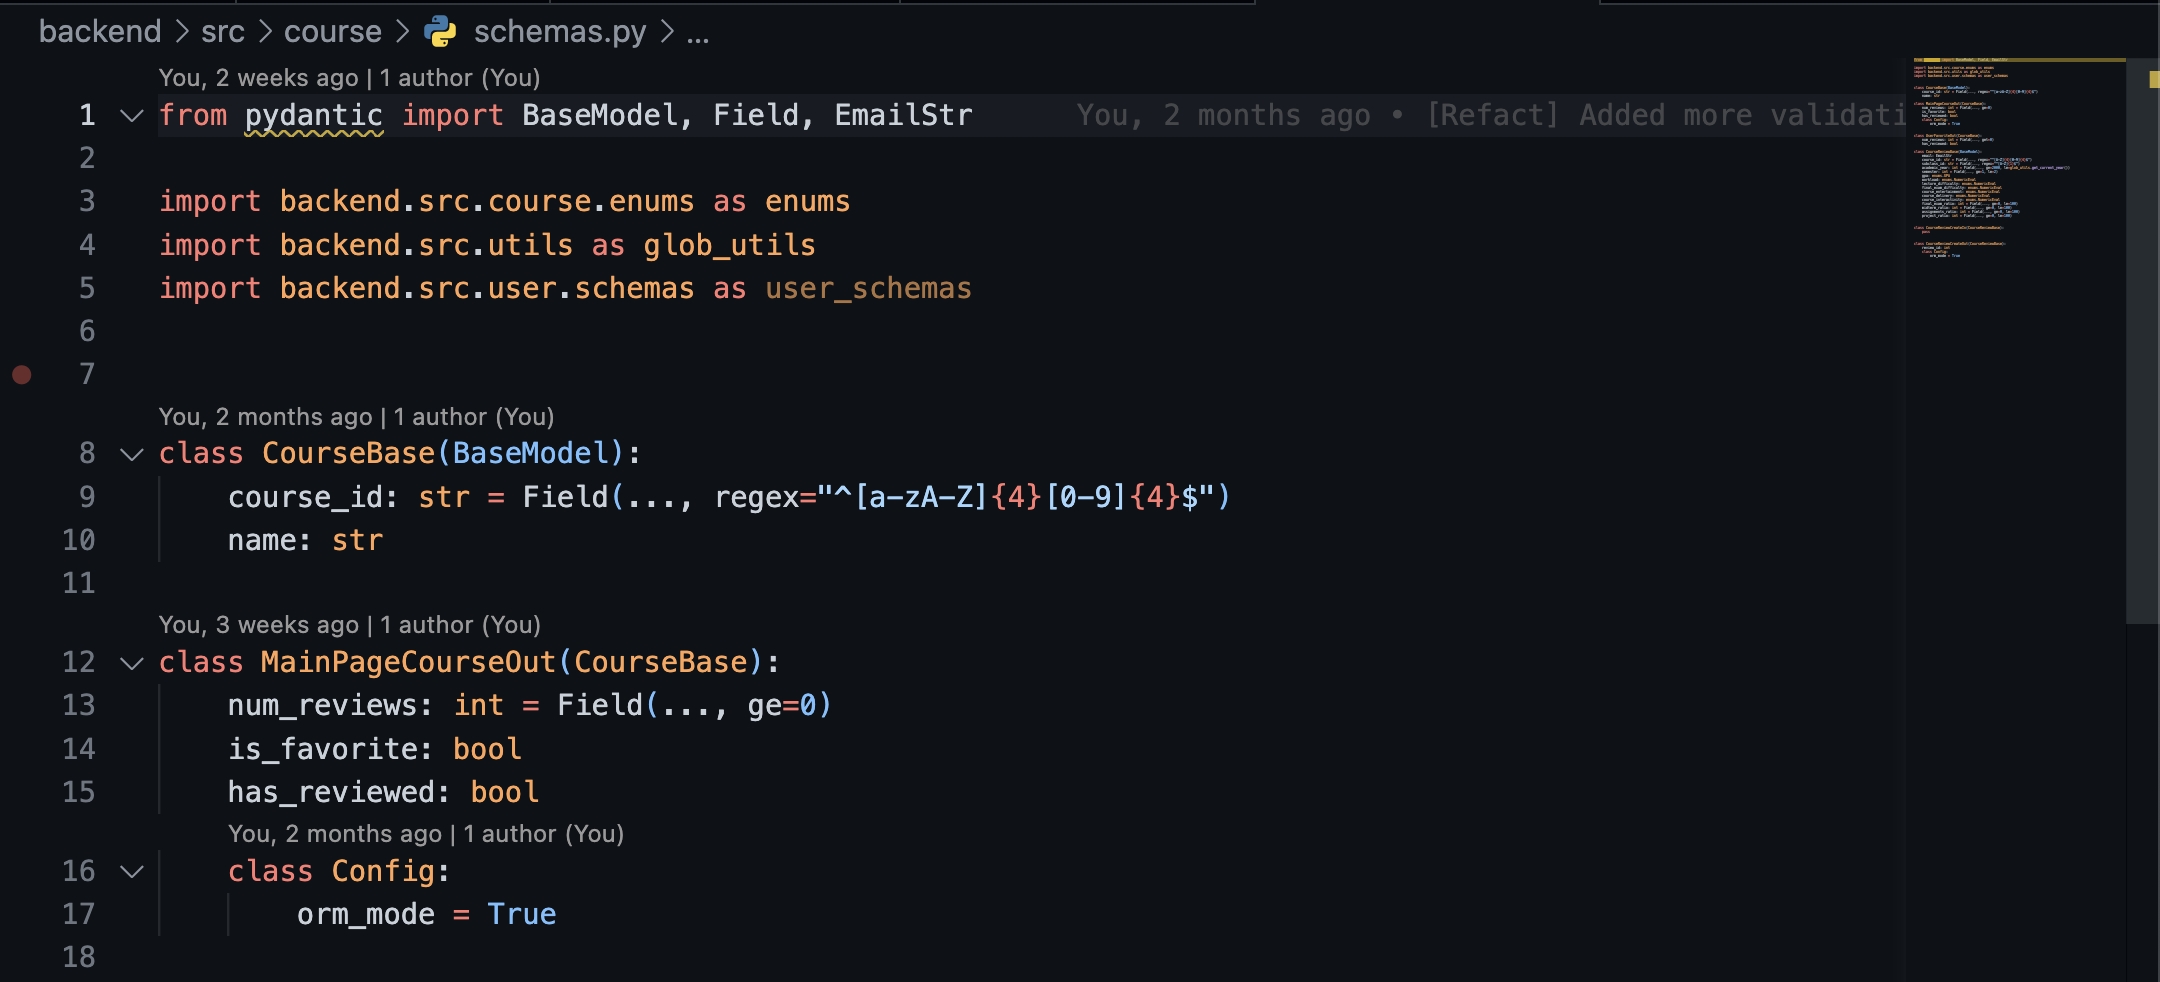 backend > src > course > schemas.py > ...
You, 2 weeks ago | 1 author (You)
1 from pydantic import BaseModel, Field, EmailStr You, 2 months ago • [Refact] Added more validati
2
3 import backend.src.course.enums as enums
4 import backend.src.utils as glob_utils
5 import backend.src.user.schemas as user_schemas
6
7
You, 2 months ago | 1 author (You)
8 class CourseBase(BaseModel):
9 course_id: str = Field(..., regex="^[a-zA-Z]{4}[0-9]{4}$")
10 name: str
11
You, 3 weeks ago | 1 author (You)
12 class MainPageCourseOut(CourseBase):
13 num_reviews: int = Field(..., ge=0)
14 is_favorite: bool
15 has_reviewed: bool
You, 2 months ago | 1 author (You)
16 class Config:
17 orm_mode = True
18